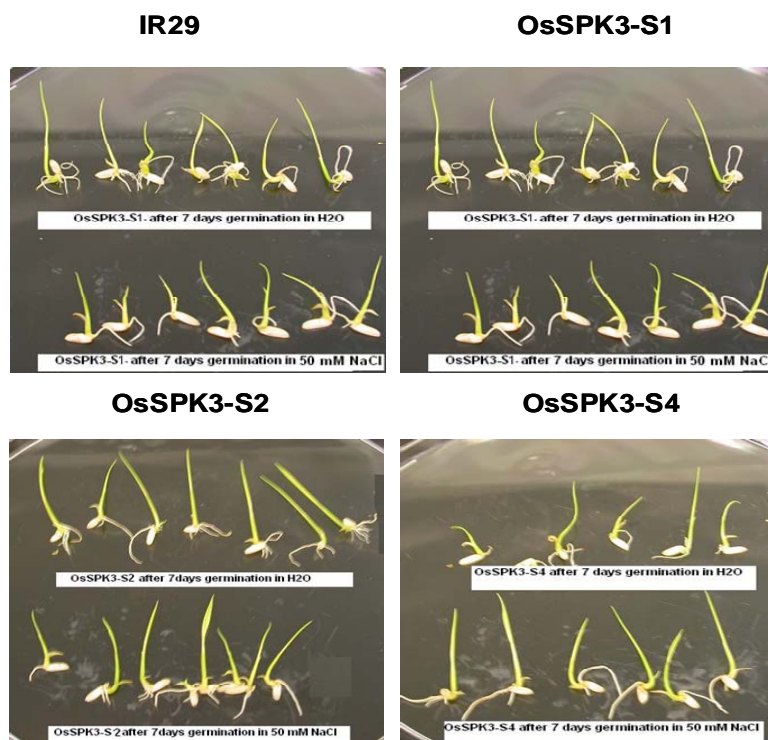 IR29
OsSPK3-S1
OsSPK3-S1- after 7 days germination in H2O
OsSPK3-S1- after 7 days germination in H2O
OsSPK3-S1- after 7 days germination in 50 mM NaCl
OsSPK3-S1- after 7 days germination in 50 mM NaCl
OsSPK3-S2
OsSPK3-S4
OsSPK3-S2 after 7days germination in H2O
OsSPK3-S4 after 7 days germination in H2O
OsSPK3-S2after 7days germination in 50 mM NaCl
OsSPK3-S4 after 7 days germination in 50 mM NaCl